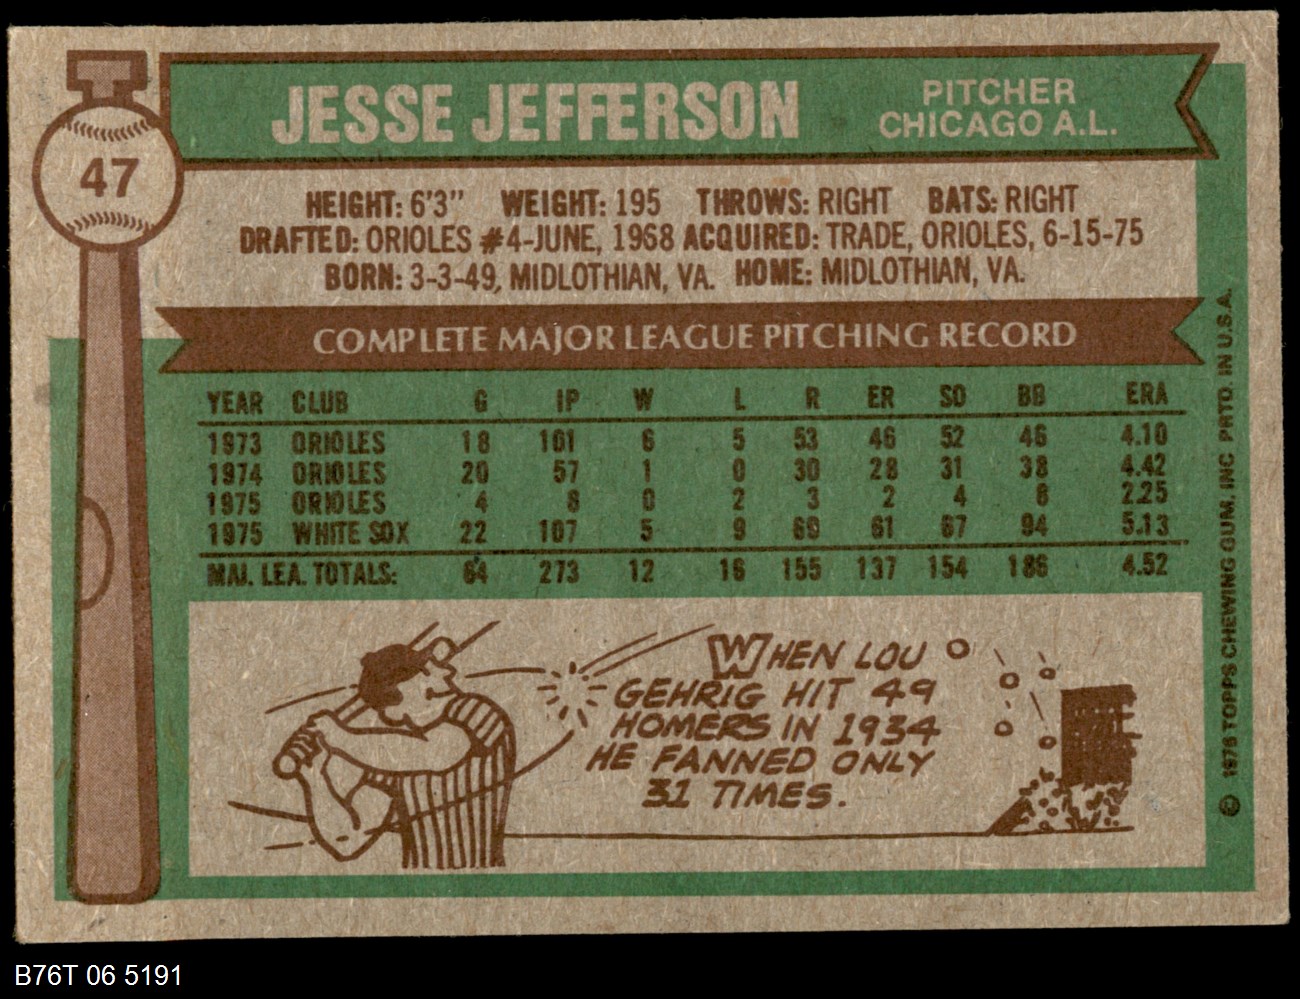 JESSE JEFFERSON
PITCHER
CHICAGO A.L.
47
HEIGHT: 6'3" WEIGHT: 195 THROWS: RIGHT BATS: RIGHT
DRAFTED: ORIOLES #4-JUNE, 1968 ACQUIRED: TRADE, ORIOLES, 6-15-75
BORN: 3-3-49, MIDLOTHIAN, VA. HOME: MIDLOTHIAN, VA.
COMPLETE MAJOR LEAGUE PITCHING RECORD
YEAR CLUB G IP W L R ER SO BB ERA
1973 ORIOLES 18 101 6 5 53 46 52 46 4.10
1974 ORIOLES 20 57 1 0 30 28 31 38 4.42
1975 ORIOLES 4 8 0 2 3 2 4 8 2.25
1975 WHITE SOX 22 107 5 9 69 61 67 94 5.13
MAJ. LEA. TOTALS: 64 273 12 16 155 137 154 186 4.52
WHEN LOU
GEHRIG HIT 49
HOMERS IN 1934
HE FANNED ONLY
31 TIMES.
© 1976 TOPPS CHEWING GUM, INC PRTD. IN U.S.A.
B76T 06 5191